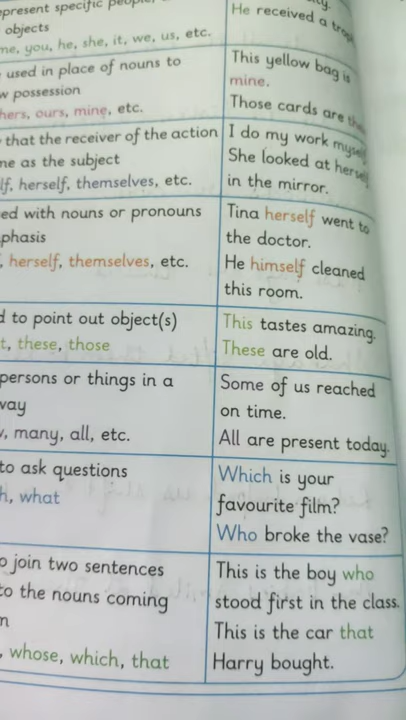 present specific people,
objects
me, you, he, she, it, we, us, etc.
He received a
used in place of nouns to
possession
hers, ours, mine, etc.
This yellow bag is
mine.
Those cards are
that the receiver of the action
as the subject
herself, themselves, etc.
I do my work myself
She looked at herself
in the mirror.
with nouns or pronouns
, herself, themselves, etc.
Tina herself went to
the doctor.
He himself cleaned
this room.
to point out object(s)
these, those
This tastes amazing.
These are old.
persons or things in a
way
, many, all, etc.
Some of us reached
on time.
All are present today.
to ask questions
what
Which is your
favourite film?
Who broke the vase?
join two sentences
to the nouns coming
, whose, which, that
This is the boy who
stood first in the class.
This is the car that
Harry bought.